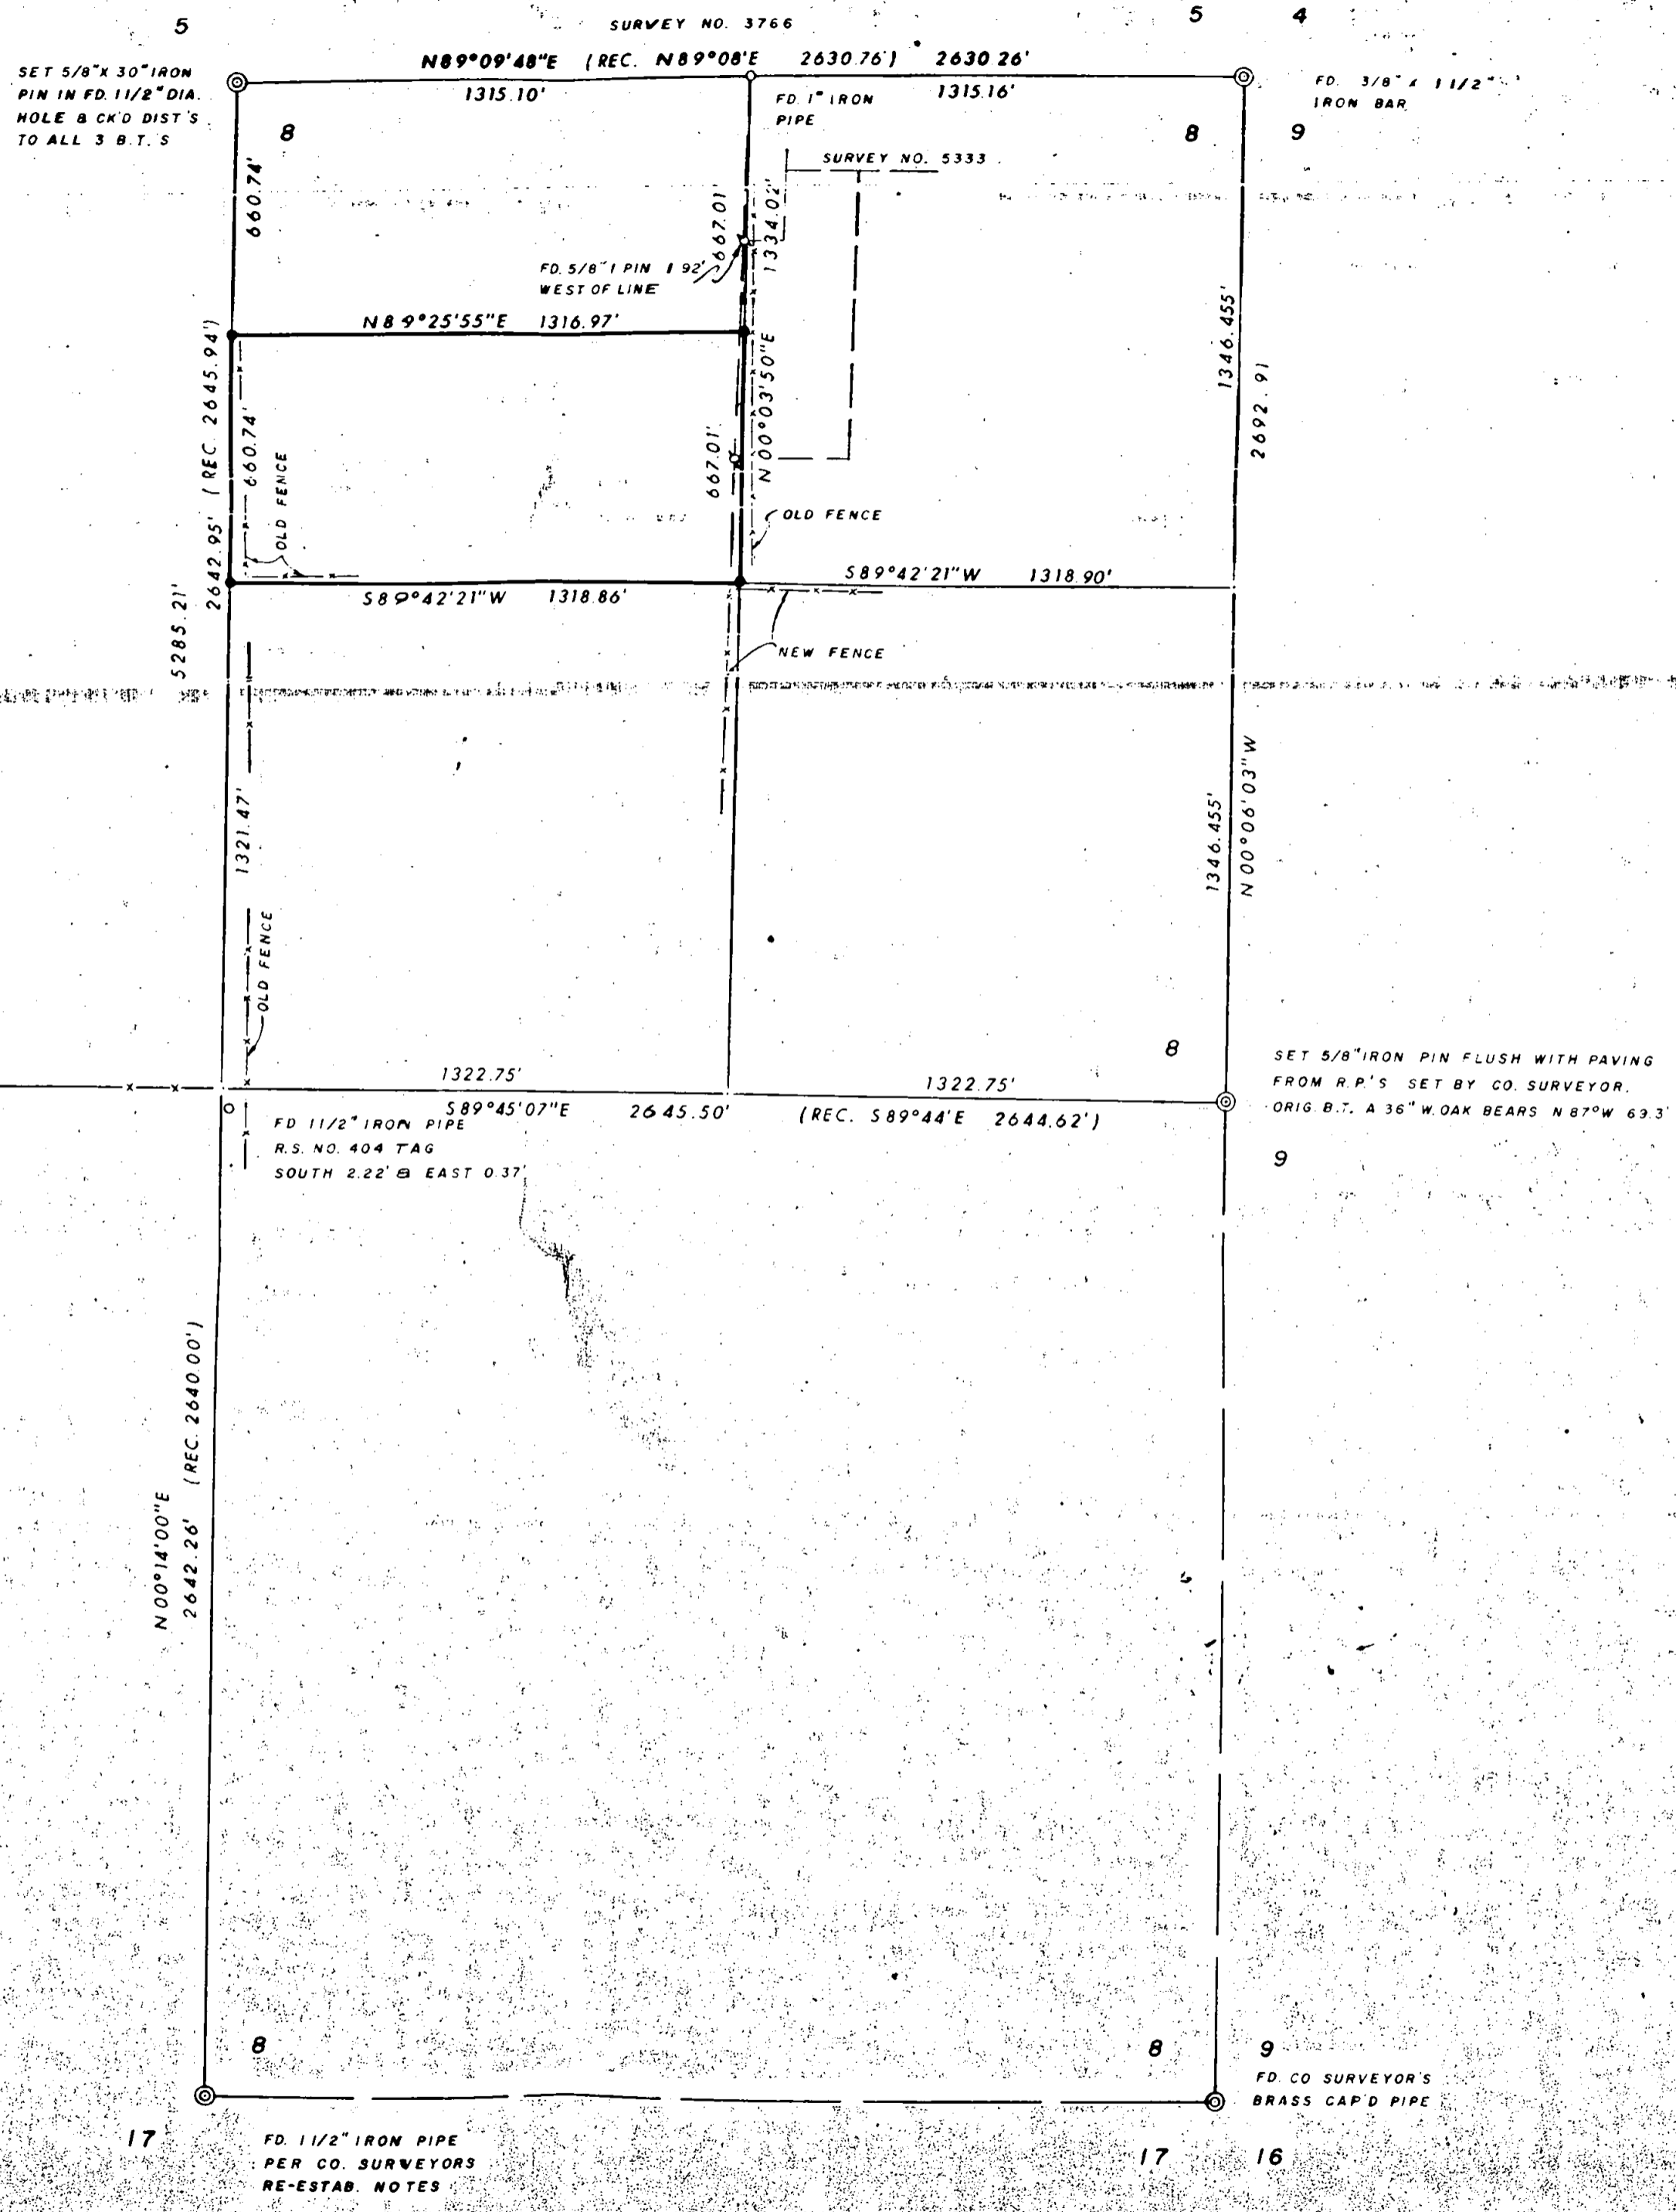 5
SURVEY NO. 3766
5
4
SET 5/8"X 30" IRON
PIN IN FD. 1 1/2" DIA.
HOLE & CK'D DIST'S
TO ALL 3 B.T.'S
N89°09'48"E (REC. N89°08'E 2630.76') 2630.26'
1315.10'
1315.16'
FD. 1" IRON
PIPE
FD. 3/8" X 1 1/2"
IRON BAR
8
8
9
SURVEY NO. 5333
660.74'
667.01'
1334.02'
FD. 5/8" I PIN 1.92'
WEST OF LINE
N89°25'55"E 1316.97'
1346.455'
2692.91
2642.95' (REC. 2645.94')
660.74'
OLD FENCE
667.01'
N00°03'50"E
OLD FENCE
S89°42'21"W 1318.86'
S89°42'21"W 1318.90'
5285.21'
NEW FENCE
1321.47'
1346.455'
N00°06'03"W
OLD FENCE
8
SET 5/8" IRON PIN FLUSH WITH PAVING
FROM R.P.'S SET BY CO. SURVEYOR.
ORIG. B.T. A 36" W. OAK BEARS N87°W 69.3'
1322.75'
1322.75'
S89°45'07"E 2645.50' (REC. S89°44'E 2644.62')
FD 1 1/2" IRON PIPE
R.S. NO. 404 TAG
SOUTH 2.22' & EAST 0.37'
9
N00°14'00"E
2642.26' (REC. 2640.00')
8
8
9
FD. CO SURVEYOR'S
BRASS CAP'D PIPE
17
FD. 1 1/2" IRON PIPE
PER CO. SURVEYORS
RE-ESTAB. NOTES
17
16